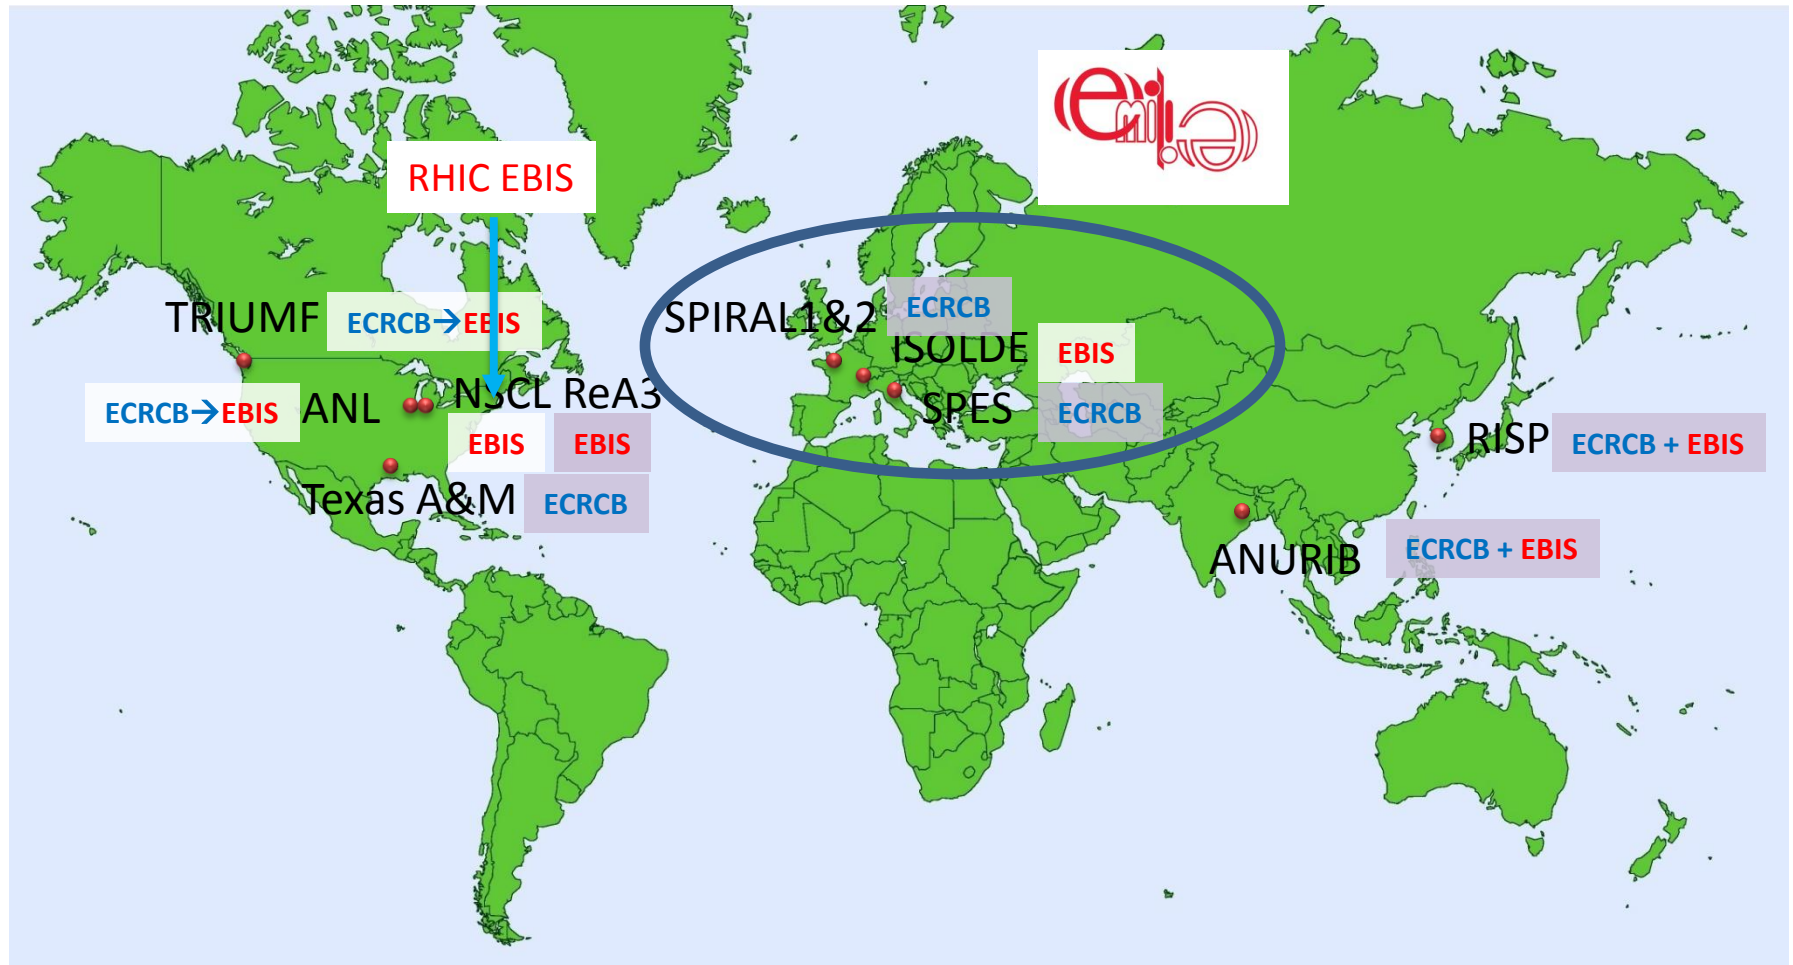 emilie
RHIC EBIS
TRIUMF ECRCB→EBIS
SPIRAL1&2 ECRCB
ISOLDE EBIS
ECRCB→EBIS ANL
NSCL ReA3
EBIS EBIS
SPES ECRCB
RISP ECRCB + EBIS
Texas A&M ECRCB
ANURIB ECRCB + EBIS